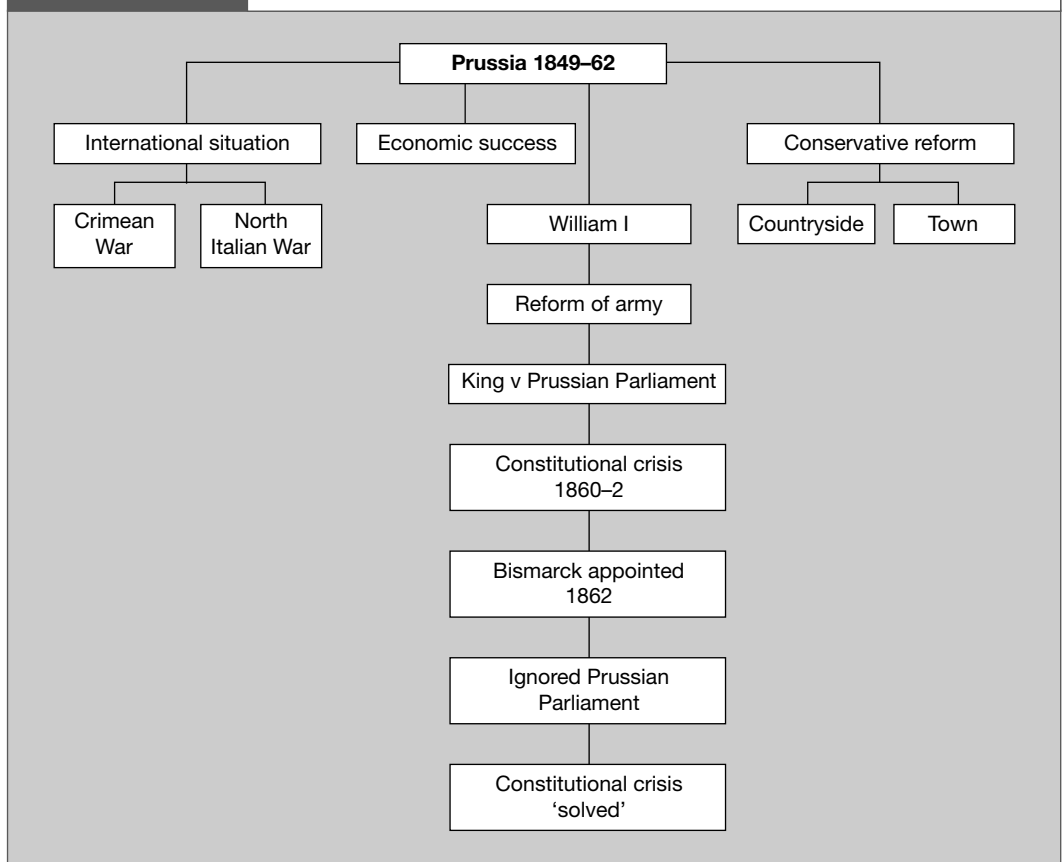 Prussia 1849–62
International situation
Economic success
Conservative reform
Crimean
War
North
Italian War
William I
Countryside
Town
Reform of army
King v Prussian Parliament
Constitutional crisis
1860–2
Bismarck appointed
1862
Ignored Prussian
Parliament
Constitutional crisis
‘solved’